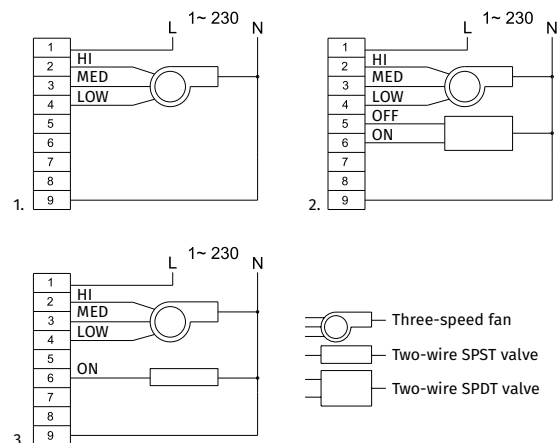 L 1~ 230 N
1
2 HI
3 MED
4 LOW
5
6
7
8
1. 9
L 1~ 230 N
1
2 HI
3 MED
4 LOW
5 OFF
6 ON
7
8
2. 9
L 1~ 230 N
1
2 HI
3 MED
4 LOW
5
6 ON
7
8
3. 9
Three-speed fan
Two-wire SPST valve
Two-wire SPDT valve